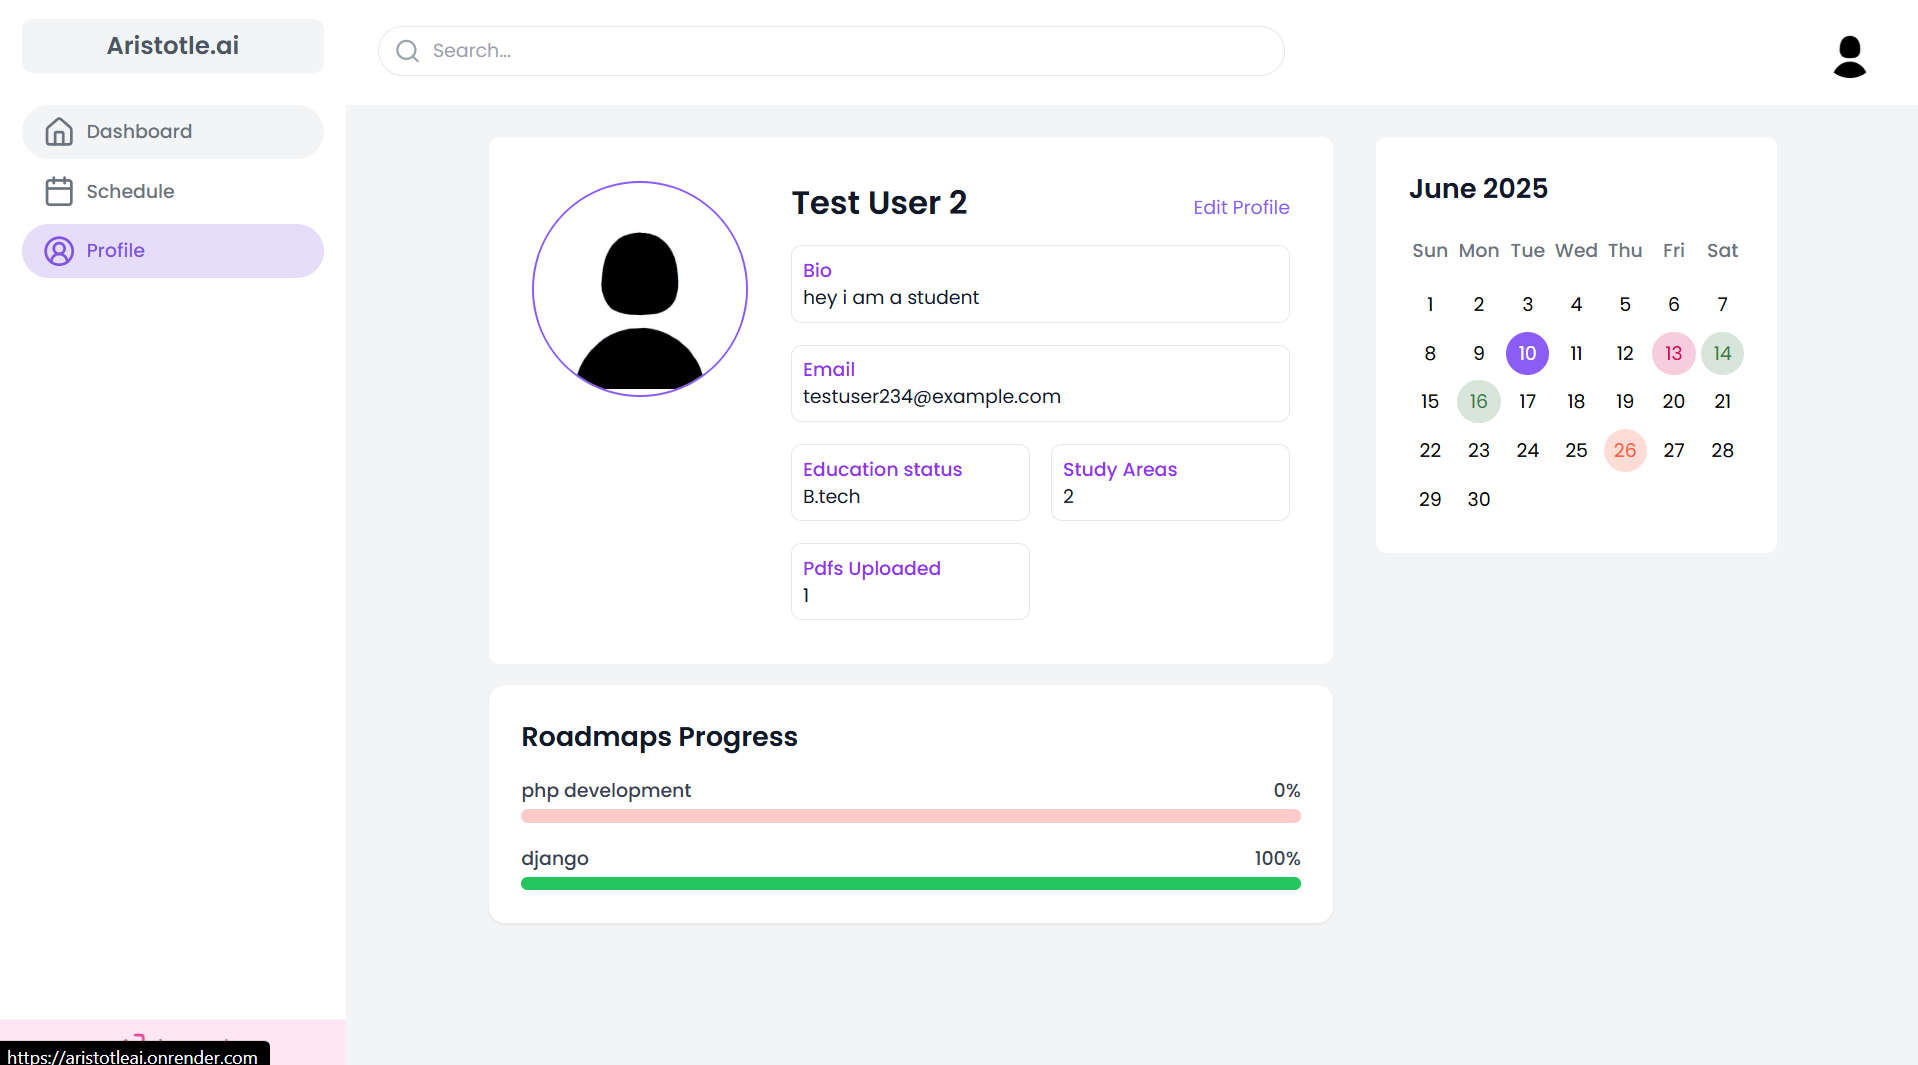 Aristotle.ai
Search...
Dashboard
Schedule
Profile
Test User 2
Edit Profile
Bio
hey i am a student
Email
testuser234@example.com
Education status
B.tech
Study Areas
2
Pdfs Uploaded
1
June 2025
Sun Mon Tue Wed Thu Fri Sat
1 2 3 4 5 6 7
8 9 10 11 12 13 14
15 16 17 18 19 20 21
22 23 24 25 26 27 28
29 30
Roadmaps Progress
php development 0%
django 100%
https://aristotleai.onrender.com